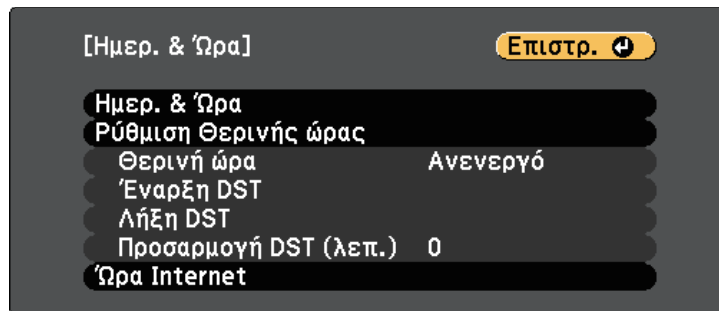 [Ημερ. & Ώρα] Επιστρ.
Ημερ. & Ώρα
Ρύθμιση Θερινής ώρας
Θερινή ώρα Ανενεργό
Έναρξη DST
Λήξη DST
Προσαρμογή DST (λεπ.) 0
Ώρα Internet